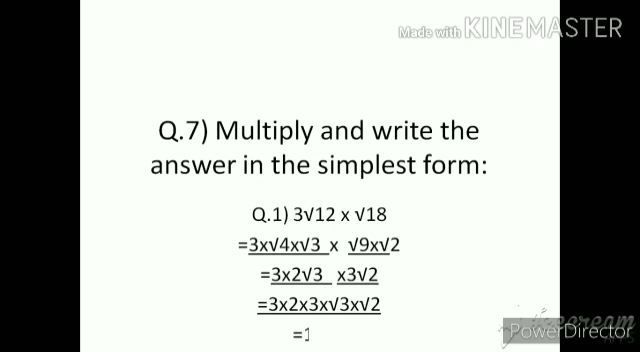 Made with KINEMASTER
Q.7) Multiply and write the
answer in the simplest form:
Q.1) 3√12 x √18
=3x√4x√3 x √9x√2
=3x2√3 x3√2
=3x2x3x√3x√2
=1
PowerDirector